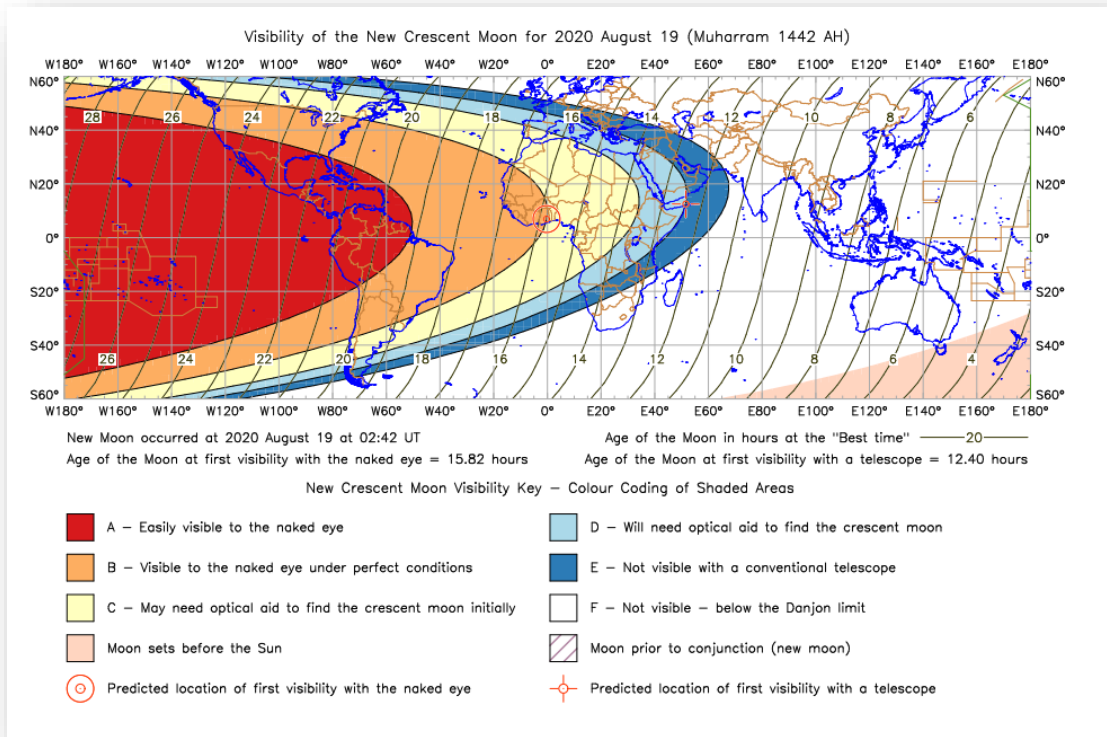 Visibility of the New Crescent Moon for 2020 August 19 (Muharram 1442 AH)
W180° W160° W140° W120° W100° W80° W60° W40° W20° 0° E20° E40° E60° E80° E100° E120° E140° E160° E180°
N60° N60°
28 26 24 22 20 18 16 14 12 10 8 6
N40° N40°
N20° N20°
0° 0°
S20° S20°
S40° S40°
26 24 22 20 18 16 14 12 10 8 6 4
S60° S60°
W180° W160° W140° W120° W100° W80° W60° W40° W20° 0° E20° E40° E60° E80° E100° E120° E140° E160° E180°
New Moon occurred at 2020 August 19 at 02:42 UT
Age of the Moon in hours at the "Best time" 20
Age of the Moon at first visibility with the naked eye = 15.82 hours
Age of the Moon at first visibility with a telescope = 12.40 hours
New Crescent Moon Visibility Key – Colour Coding of Shaded Areas
A – Easily visible to the naked eye
D – Will need optical aid to find the crescent moon
B – Visible to the naked eye under perfect conditions
E – Not visible with a conventional telescope
C – May need optical aid to find the crescent moon initially
F – Not visible – below the Danjon limit
Moon sets before the Sun
Moon prior to conjunction (new moon)
Predicted location of first visibility with the naked eye
Predicted location of first visibility with a telescope